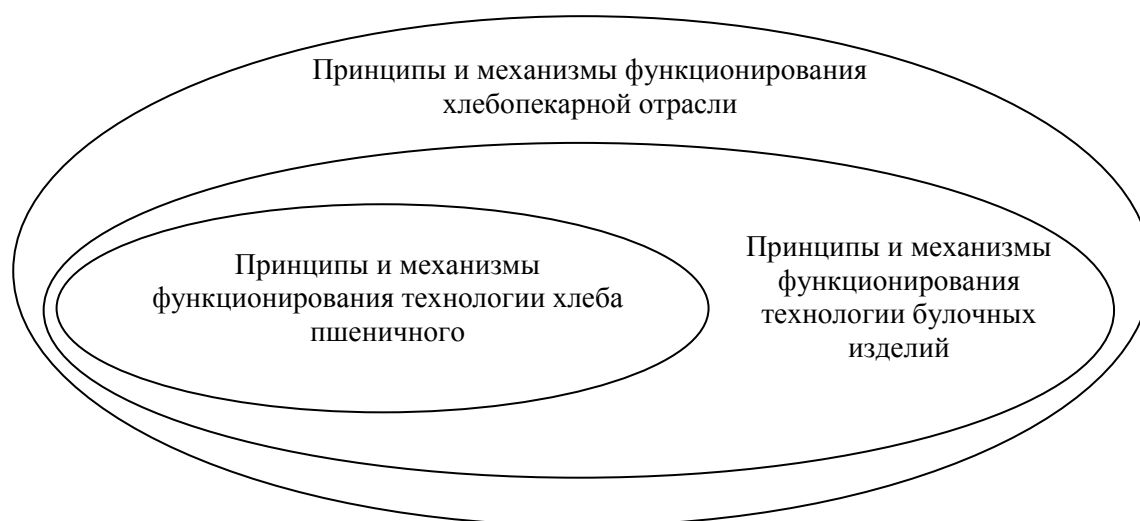 Принципы и механизмы функционирования
хлебопекарной отрасли
Принципы и механизмы
функционирования технологии хлеба
пшеничного
Принципы и механизмы
функционирования
технологии булочных
изделий